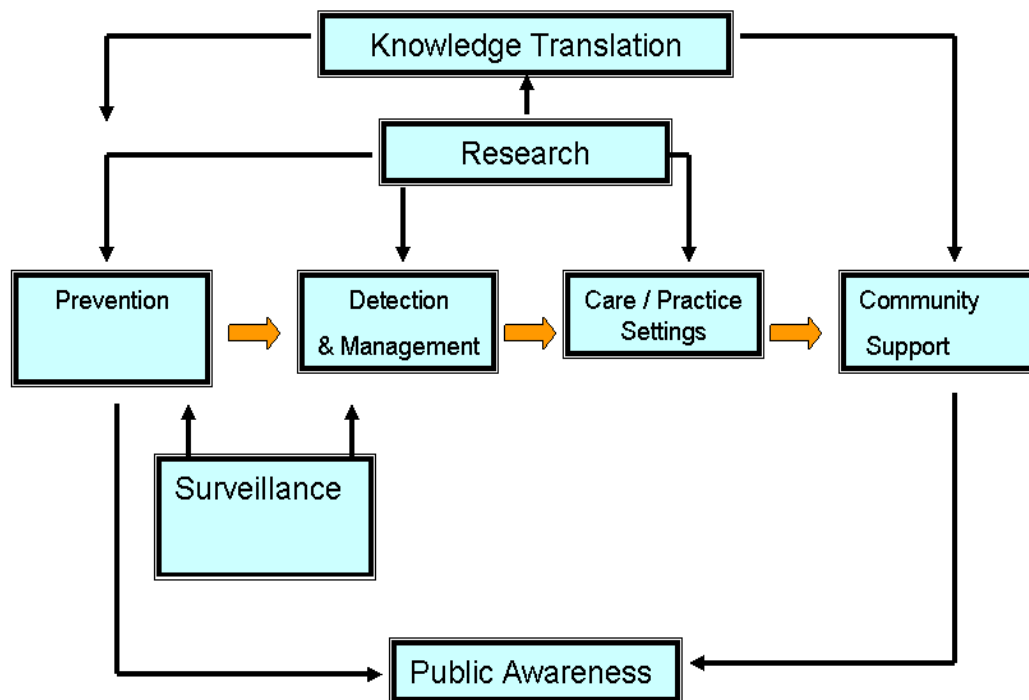 Knowledge Translation
Research
Prevention
Detection
& Management
Care / Practice
Settings
Community
Support
Surveillance
Public Awareness